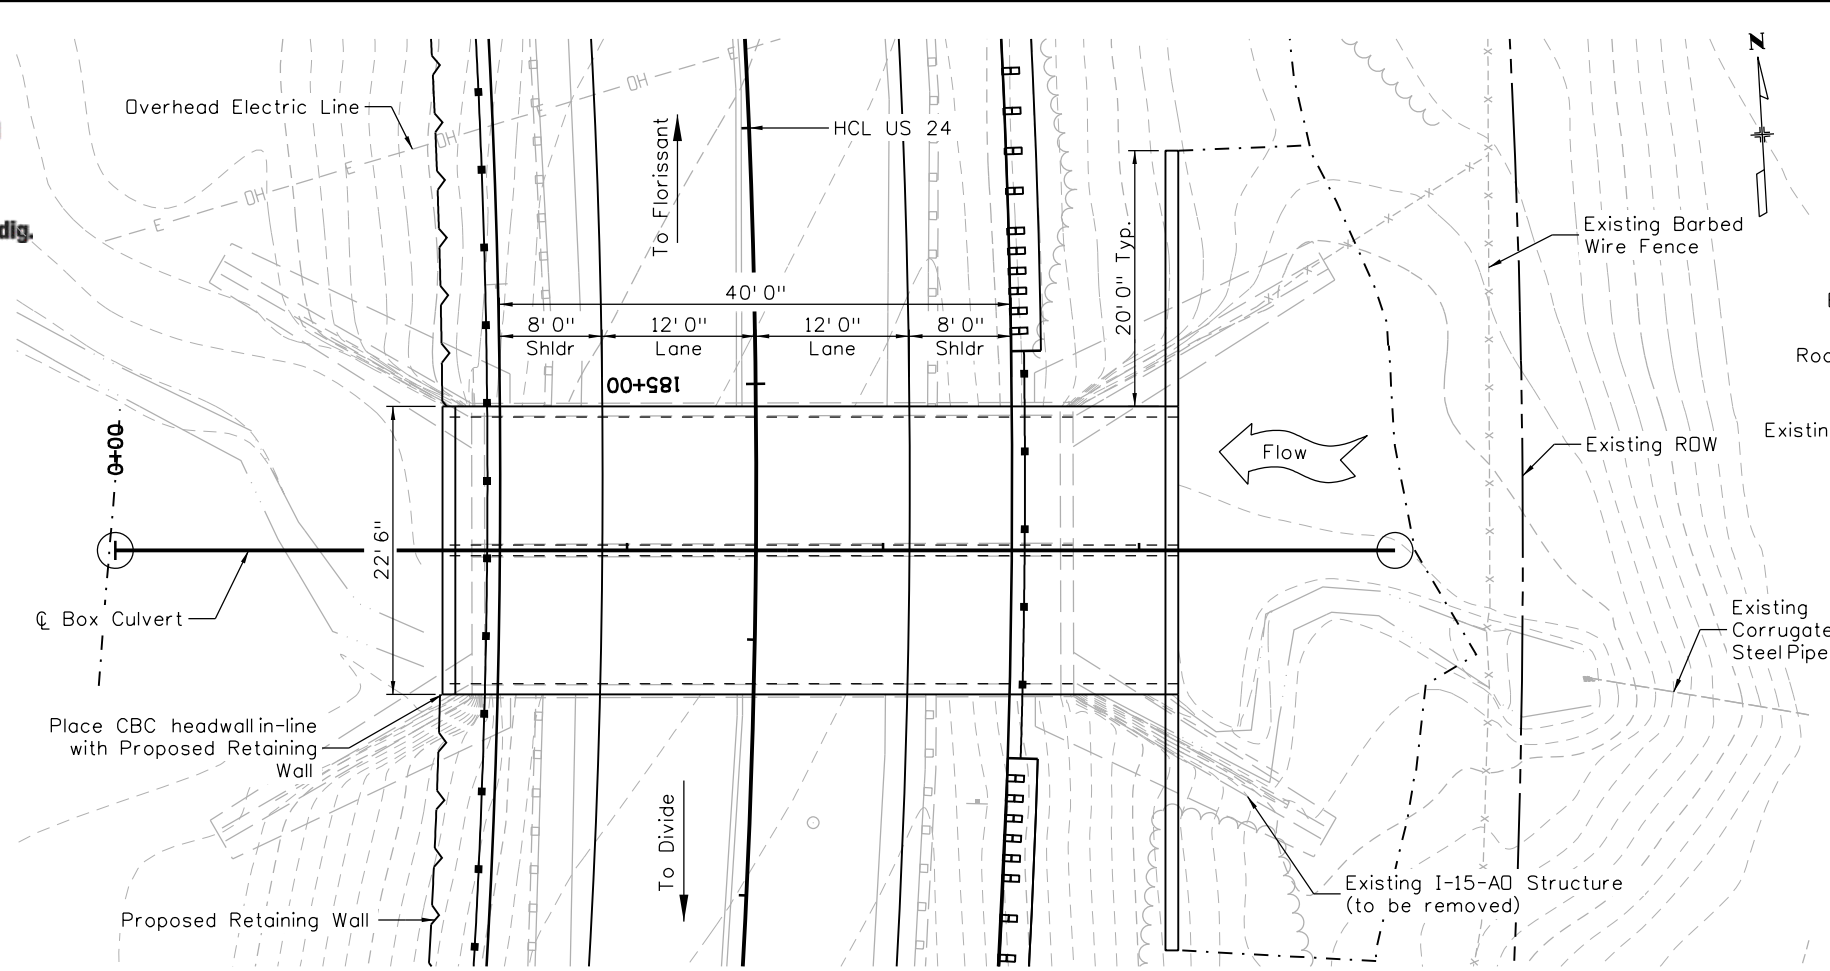 N
Overhead Electric Line
E
OH
E
OH
E
OH
E
HCL US 24
To Florissant
dig.
Existing Barbed
Wire Fence
20'0" Typ.
40'0"
8'0"
12'0"
12'0"
8'0"
Shldr
Lane
Lane
Shldr
185+00
0+00
Flow
Existing ROW
Existin
Roc
22'6"
℄ Box Culvert
Existing
Corrugate
Steel Pipe
Place CBC headwall in-line
with Proposed Retaining
Wall
To Divide
Existing I-15-AO Structure
(to be removed)
Proposed Retaining Wall